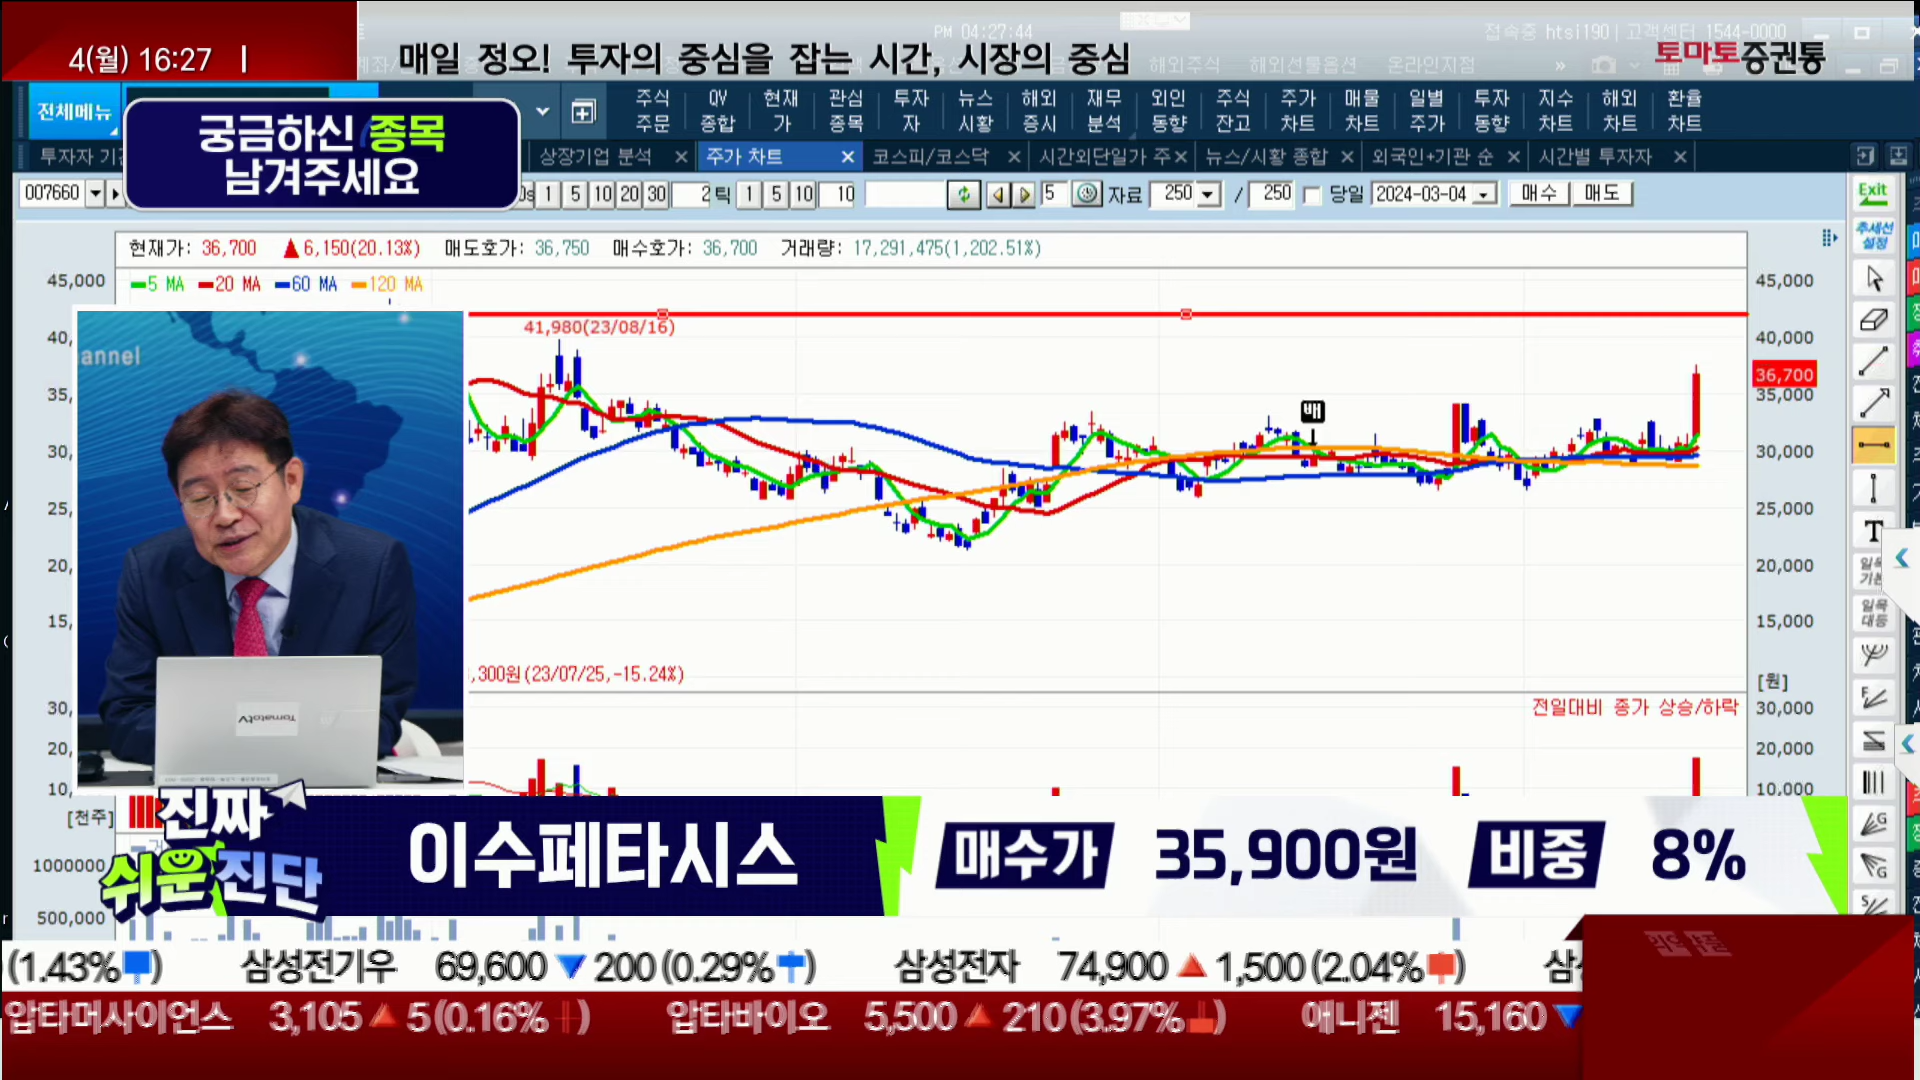 4(월) 16:27
매일 정오! 투자의 중심을 잡는 시간, 시장의 중심
토마토증권통
PM 04:27:44
접속중 htsi190 | 고객센터 1544-0000
해외주식 해외선물옵션 온라인지점
전체메뉴
주식 주문
QV 종합
현재 가
관심 종목
투자 자
뉴스 시황
해외 증시
재무 분석
외인 동향
주식 잔고
주가 차트
매물 차트
일별 주가
투자 동향
지수 차트
해외 차트
환율 차트
궁금하신 종목
남겨주세요
상장기업 분석
주가 차트
코스피/코스닥
시간외단일가 주
뉴스/시황 종합
외국인+기관 순
시간별 투자자
007660
1 5 10 20 30 2 틱 1 5 10 10
5 자료 250 / 250 당일 2024-03-04 매수 매도
Exit
추세선 설정
현재가: 36,700 ▲6,150(20.13%) 매도호가: 36,750 매수호가: 36,700 거래량: 17,291,475(1,202.51%)
5 MA 20 MA 60 MA 120 MA
45,000
45,000
40,000
36,700
35,000
30,000
25,000
20,000
15,000
[원]
30,000
20,000
10,000
41,980(23/08/16)
배
,300원(23/07/25,-15.24%)
전일대비 종가 상승/하락
annel
Tomatotv
[천주]
1000000
500,000
T
일목 기본
일목 대등
진짜
쉬운진단
이수페타시스
매수가
35,900원
비중
8%
(1.43%) 삼성전기우 69,600 ▼ 200 (0.29%) 삼성전자 74,900 ▲ 1,500 (2.04%) 삼성
압타머사이언스 3,105 ▲ 5 (0.16%) 압타바이오 5,500 ▲ 210 (3.97%) 애니젠 15,160 ▼